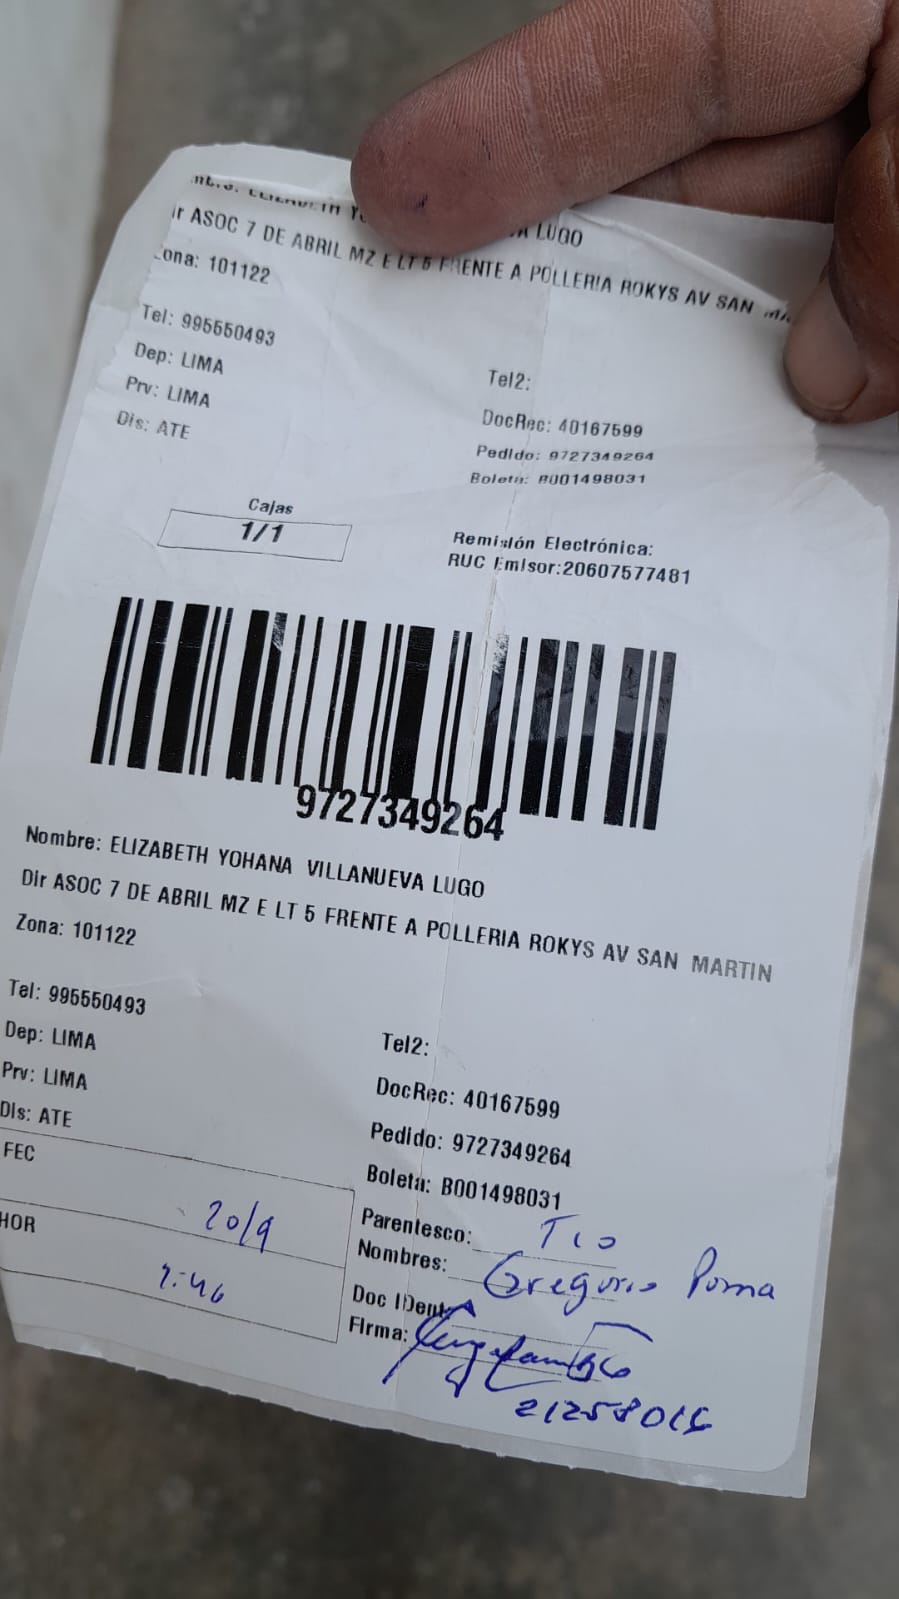 YOHANA VILLANUEVA LUGO
Dir ASOC 7 DE ABRIL MZ E LT 5 FRENTE A POLLERIA ROKYS AV SAN
Zona: 101122
Tel: 995550493
Tel2:
Dep: LIMA
DocRec: 40167599
Prv: LIMA
Pedido: 9727349264
Dis: ATE
Boleta: B001498031
Cajas
1/1
Remisión Electrónica:
RUC Emisor:20607577481
9727349264
Nombre: ELIZABETH YOHANA VILLANUEVA LUGO
Dir ASOC 7 DE ABRIL MZ E LT 5 FRENTE A POLLERIA ROKYS AV SAN MARTIN
Zona: 101122
Tel: 995550493
Tel2:
Dep: LIMA
DocRec: 40167599
Prv: LIMA
Pedido: 9727349264
Dis: ATE
Boleta: B001498031
FEC 20/9
Parentesco: Tio
HOR
Nombres: Gregorio Poma
Doc IDent
Firma: